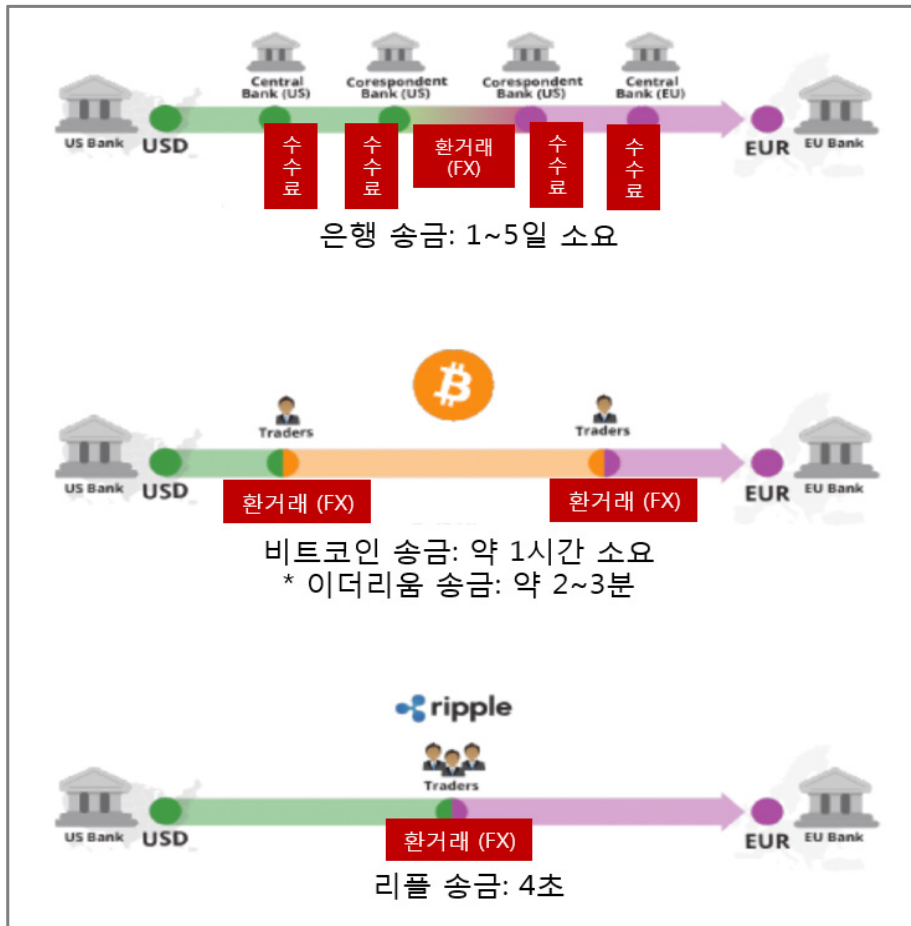 Central
Bank (US)
Corespondent
Bank (US)
Corespondent
Bank (US)
Central
Bank (EU)
US Bank
USD
EUR
EU Bank
수수료
수수료
환거래
(FX)
수수료
수수료
은행 송금: 1~5일 소요
Traders
Traders
US Bank
USD
EUR
EU Bank
환거래 (FX)
환거래 (FX)
비트코인 송금: 약 1시간 소요
* 이더리움 송금: 약 2~3분
ripple
Traders
US Bank
USD
EUR
EU Bank
환거래 (FX)
리플 송금: 4초